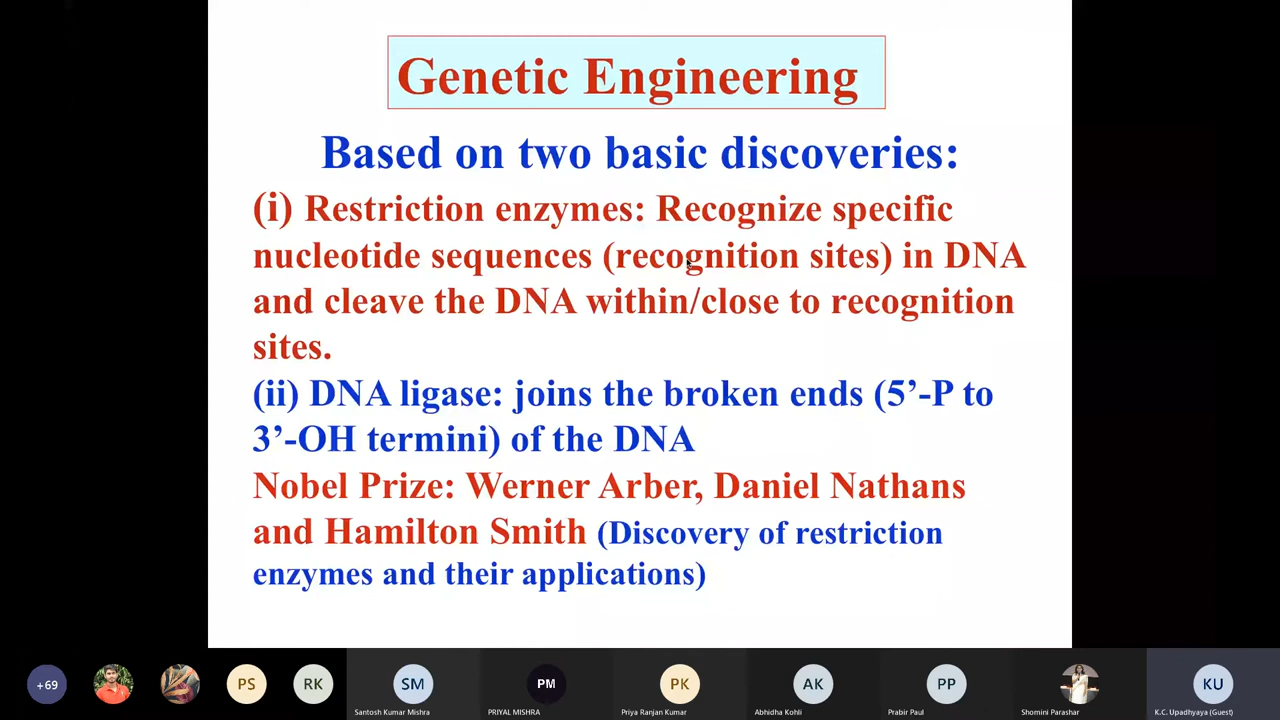 Genetic Engineering
Based on two basic discoveries:
(i) Restriction enzymes: Recognize specific
nucleotide sequences (recognition sites) in DNA
and cleave the DNA within/close to recognition
sites.
(ii) DNA ligase: joins the broken ends (5’-P to
3’-OH termini) of the DNA
Nobel Prize: Werner Arber, Daniel Nathans
and Hamilton Smith (Discovery of restriction
enzymes and their applications)
+69 PS RK SM PM PK AK PP KU
Santosh Kumar Mishra PRIYAL MISHRA Priya Ranjan Kumar Abhidha Kohli Prabir Paul Shomini Parashar K.C. Upadhyaya (Guest)